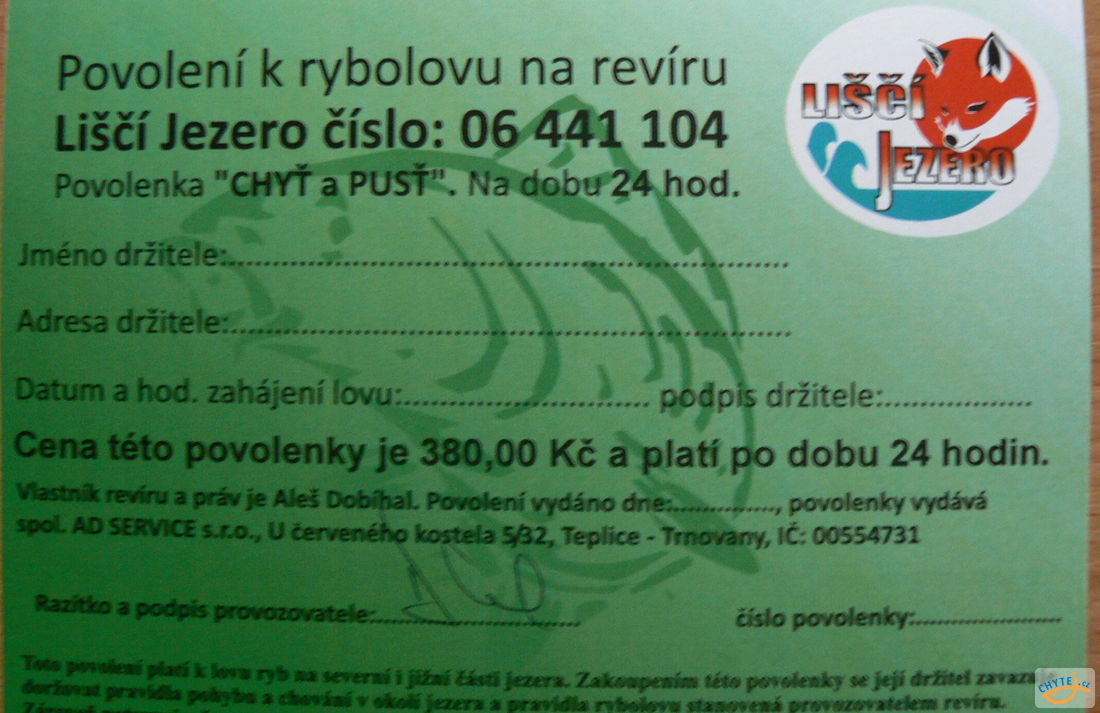 Povolení k rybolovu na revíru
Liščí Jezero číslo: 06 441 104
Povolenka "CHYŤ a PUSŤ". Na dobu 24 hod.
LIŠČÍ
JEZERO
Jméno držitele:
Adresa držitele:
Datum a hod. zahájení lovu: podpis držitele:
Cena této povolenky je 380,00 Kč a platí po dobu 24 hodin.
Vlastník revíru a práv je Aleš Dobíhal. Povolení vydáno dne:.............., povolenky vydává
spol. AD SERVICE s.r.o., U červeného kostela 5/32, Teplice - Trnovany, IČ: 00554731
Razítko a podpis provozovatele: číslo povolenky:
Toto povolení platí k lovu ryb na severní i jižní části jezera. Zakoupením této povolenky se její držitel zavazu
doržovat pravidla pohybu a chování v okolí jezera a pravidla rybolovu stanovená provozovatelem revíru.
CHYTEJ.cz